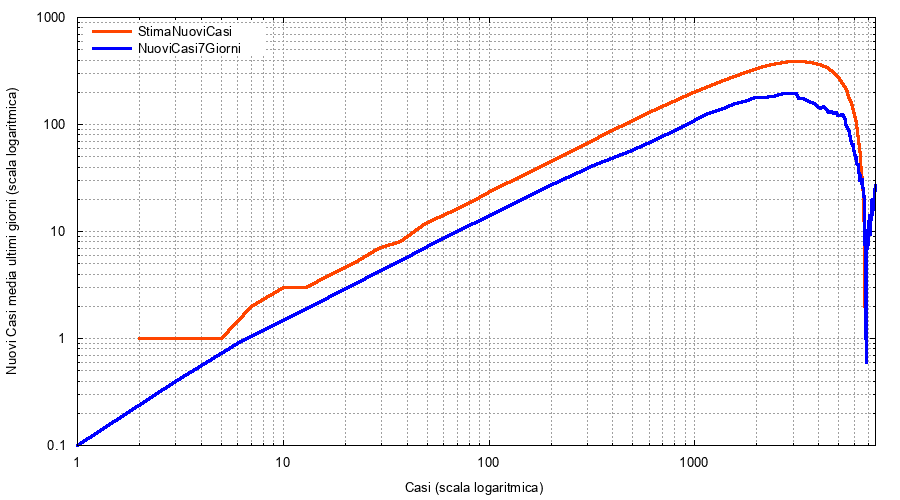 1000
StimaNuoviCasi
NuoviCasi7Giorni
100
10
1
0.1
Nuovi Casi media ultimi giorni (scala logaritmica)
1 10 100 1000
Casi (scala logaritmica)